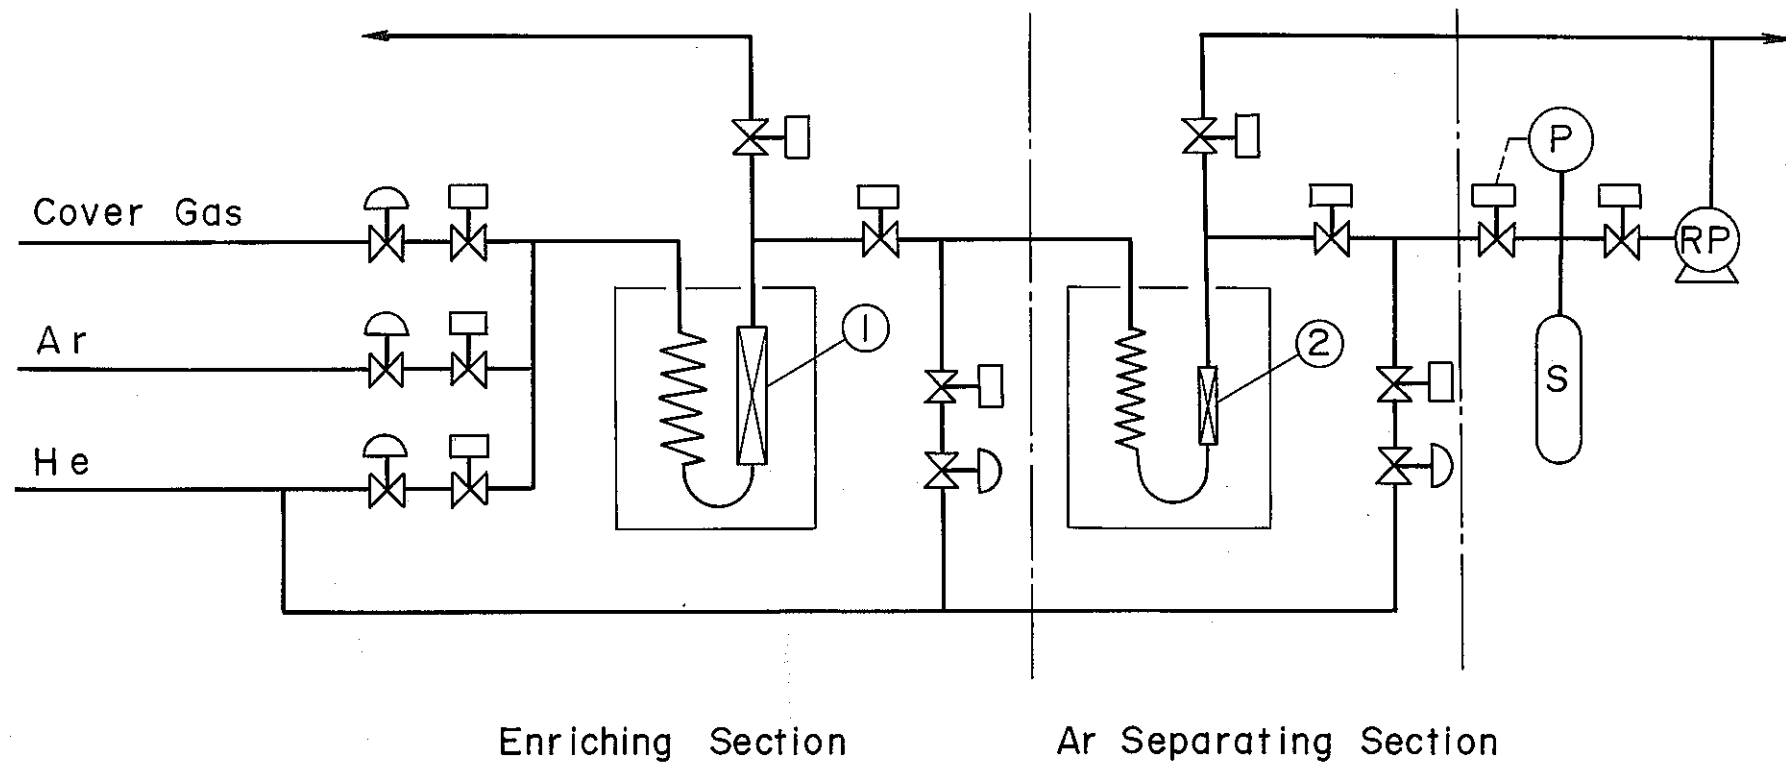 Cover Gas
Ar
He
1
2
P
RP
S
Enriching Section
Ar Separating Section